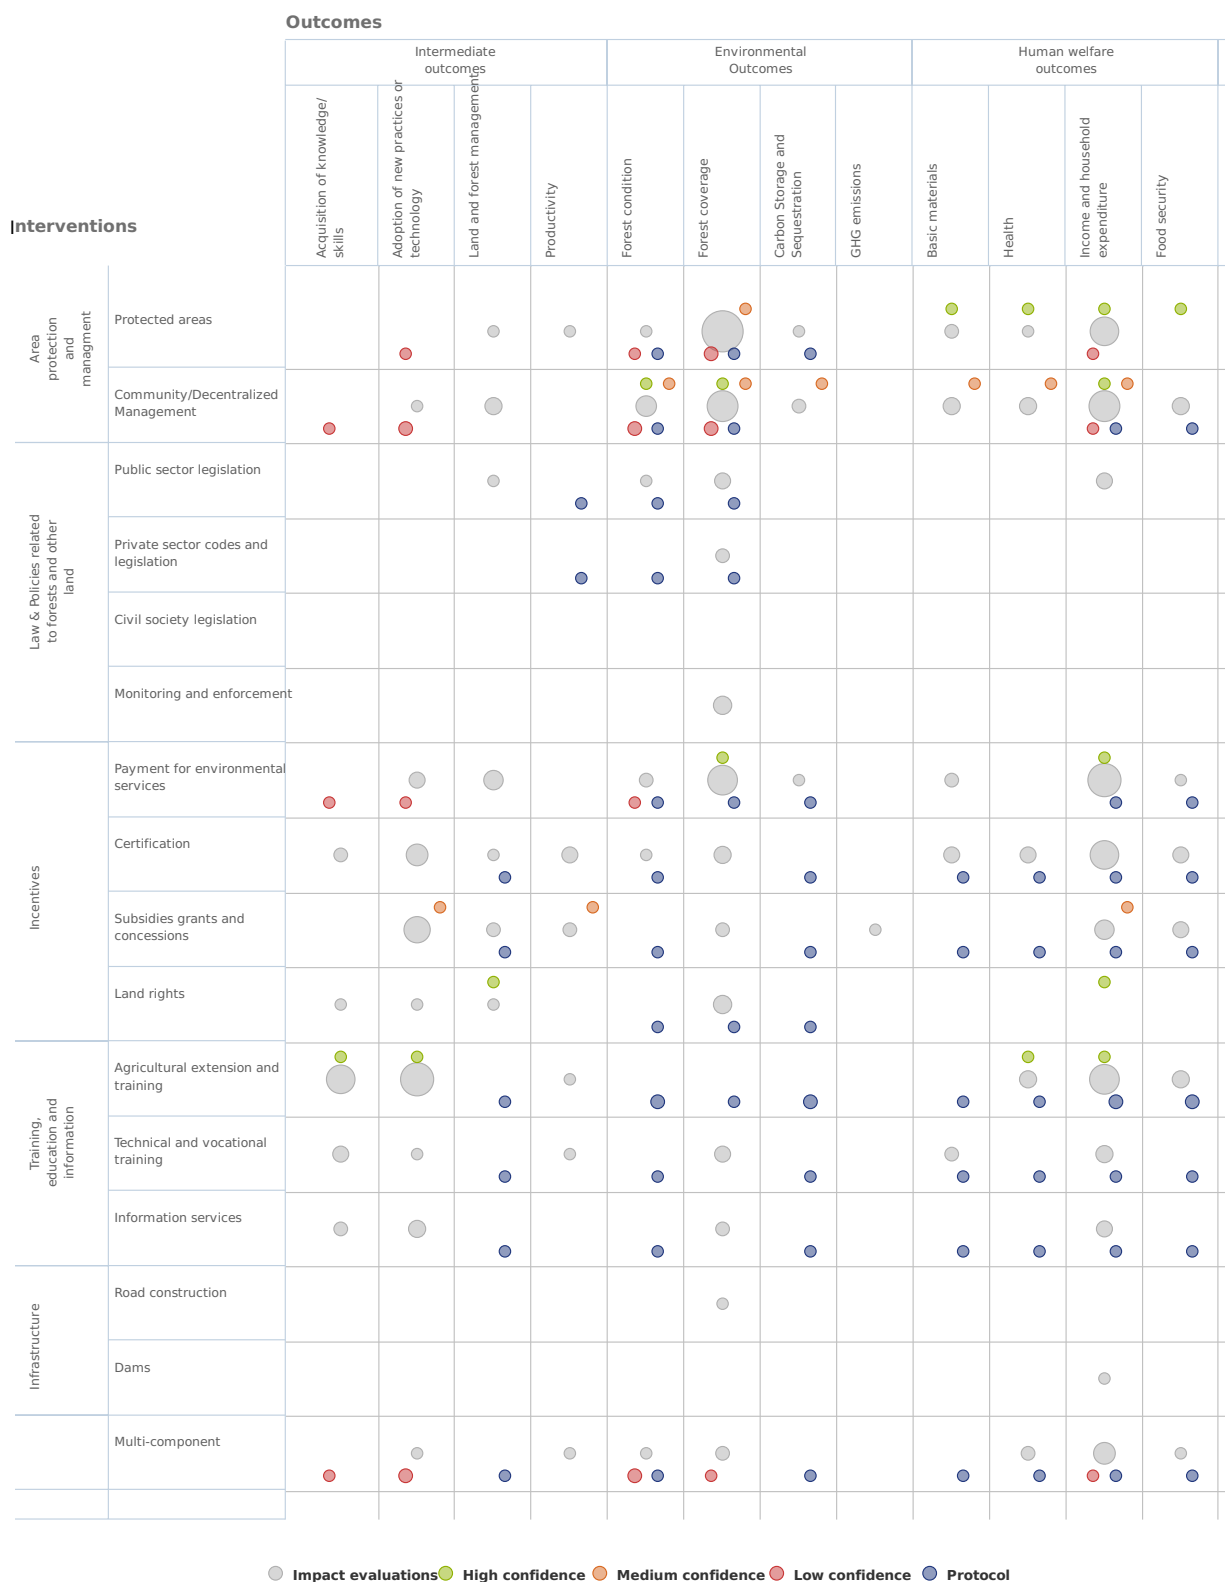 Outcomes
Intermediate
outcomes
Environmental
Outcomes
Human welfare
outcomes
Interventions
Acquisition of knowledge/
skills
Adoption of new practices or
technology
Land and forest management
Productivity
Forest condition
Forest coverage
Carbon Storage and
Sequestration
GHG emissions
Basic materials
Health
Income and household
expenditure
Food security
Area
protection
and
managment
Protected areas
Community/Decentralized
Management
Law & Policies related
to forests and other
land
Public sector legislation
Private sector codes and
legislation
Civil society legislation
Monitoring and enforcement
Incentives
Payment for environmental
services
Certification
Subsidies grants and
concessions
Land rights
Training,
education and
information
Agricultural extension and
training
Technical and vocational
training
Information services
Infrastructure
Road construction
Dams
Multi-component
Impact evaluations
High confidence
Medium confidence
Low confidence
Protocol